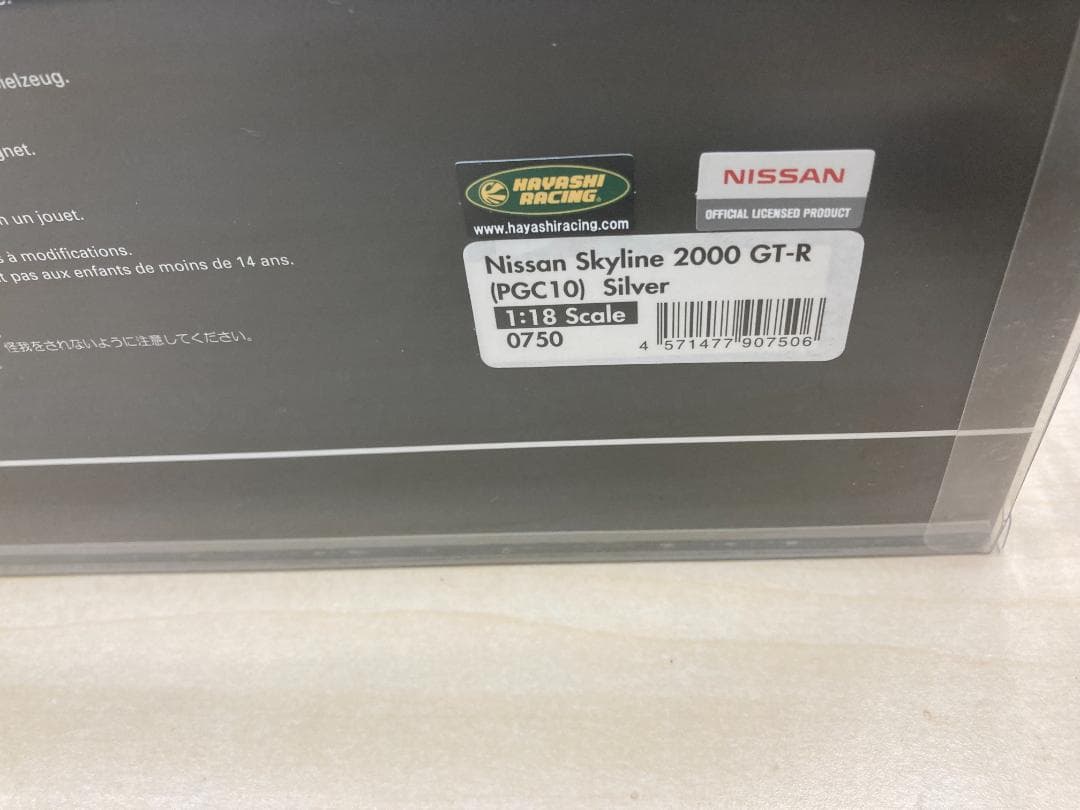 gnet.
n un jouet.
s à modifications.
t pas aux enfants de moins de 14 ans.
怪我をされないように注意してください。
HAYASHI
RACING
www.hayashiracing.com
NISSAN
OFFICIAL LICENSED PRODUCT
Nissan Skyline 2000 GT-R
(PGC10) Silver
1:18 Scale
0750
4 571477 907506